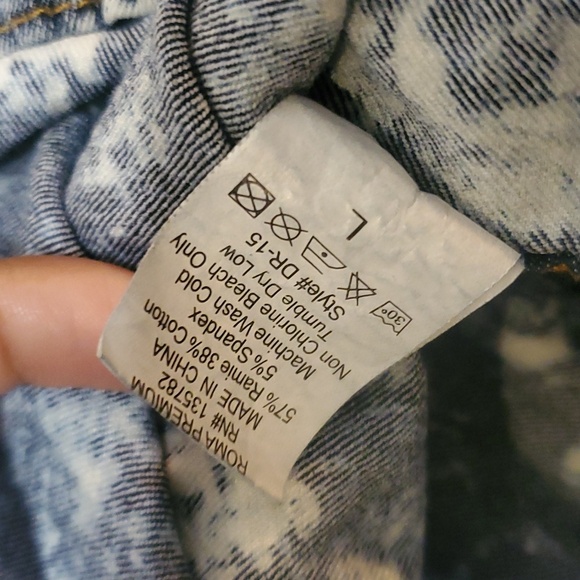 ROMA PREMIUM
RN# 135782
MADE IN CHINA
57% Ramie 38% Cotton
5% Spandex
Machine Wash Cold
Non Chlorine Bleach Only
Tumble Dry Low
Style# DR-15
30°
L